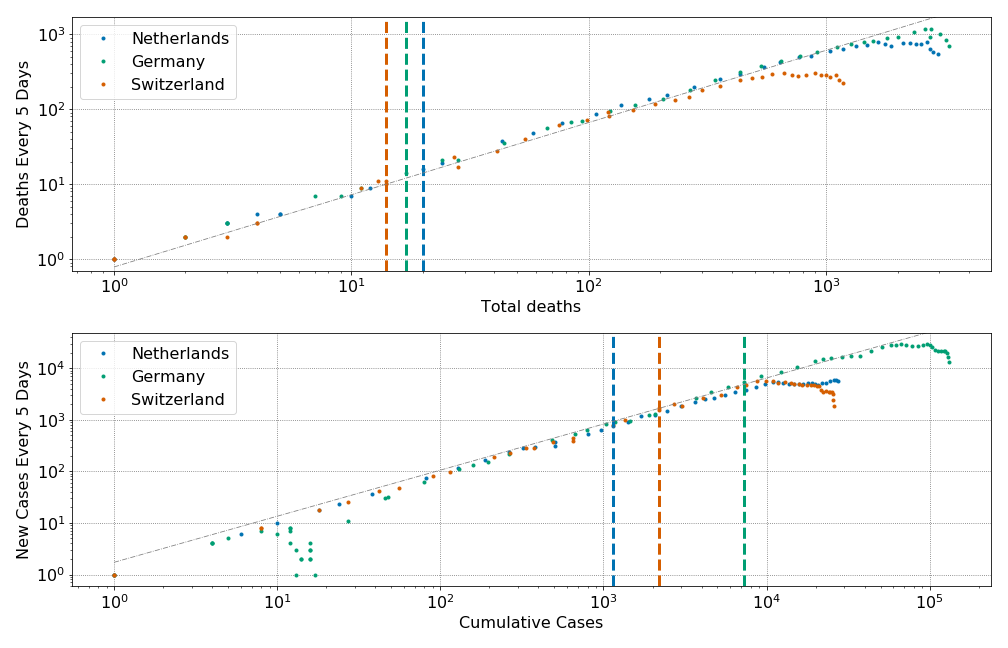 Deaths Every 5 Days
10³
10²
10¹
10⁰
Netherlands
Germany
Switzerland
10⁰ 10¹ 10² 10³
Total deaths
New Cases Every 5 Days
10⁴
10³
10²
10¹
10⁰
Netherlands
Germany
Switzerland
10⁰ 10¹ 10² 10³ 10⁴ 10⁵
Cumulative Cases